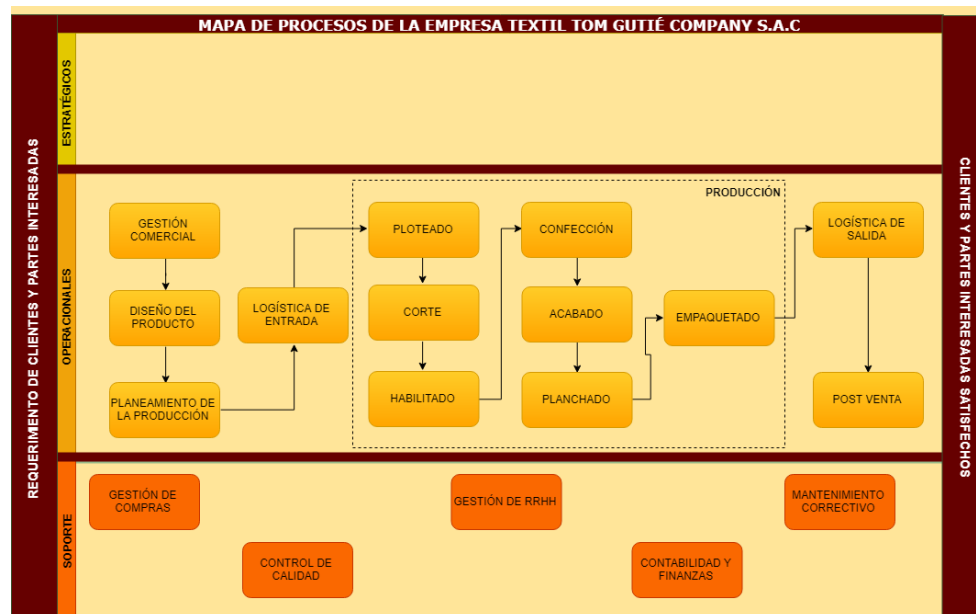 MAPA DE PROCESOS DE LA EMPRESA TEXTIL TOM GUTIÉ COMPANY S.A.C
REQUERIMIENTO DE CLIENTES Y PARTES INTERESADAS
ESTRATÉGICOS
OPERACIONALES
PRODUCCIÓN
GESTIÓN
COMERCIAL
DISEÑO DEL
PRODUCTO
PLANEAMIENTO DE
LA PRODUCCIÓN
LOGÍSTICA DE
ENTRADA
PLOTEADO
CORTE
HABILITADO
CONFECCIÓN
ACABADO
PLANCHADO
EMPAQUETADO
LOGÍSTICA DE
SALIDA
POST VENTA
SOPORTE
GESTIÓN DE
COMPRAS
CONTROL DE
CALIDAD
GESTIÓN DE RRHH
CONTABILIDAD Y
FINANZAS
MANTENIMIENTO
CORRECTIVO
CLIENTES Y PARTES INTERESADAS SATISFECHOS